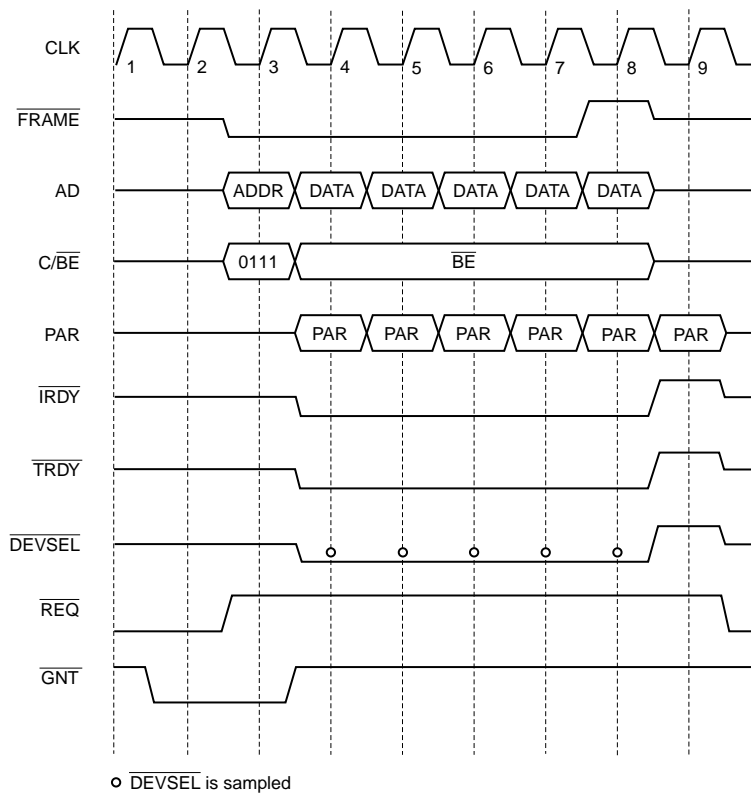 CLK
1 2 3 4 5 6 7 8 9
FRAME
AD
ADDR DATA DATA DATA DATA DATA
C/BE
0111 BE
PAR
PAR PAR PAR PAR PAR PAR
IRDY
TRDY
DEVSEL
REQ
GNT
DEVSEL is sampled